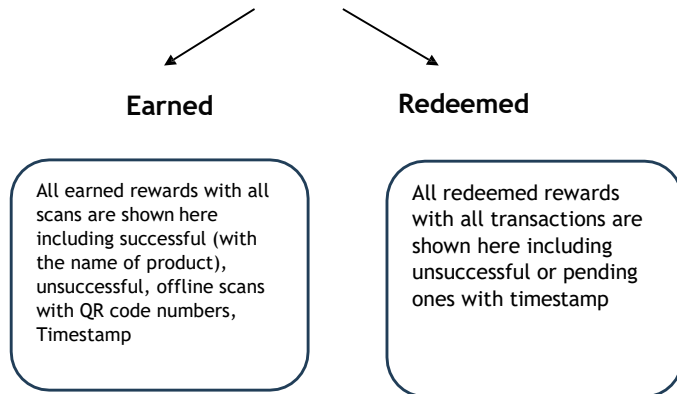 Earned
Redeemed
All earned rewards with all
scans are shown here
including successful (with
the name of product),
unsuccessful, offline scans
with QR code numbers,
Timestamp
All redeemed rewards
with all transactions are
shown here including
unsuccessful or pending
ones with timestamp